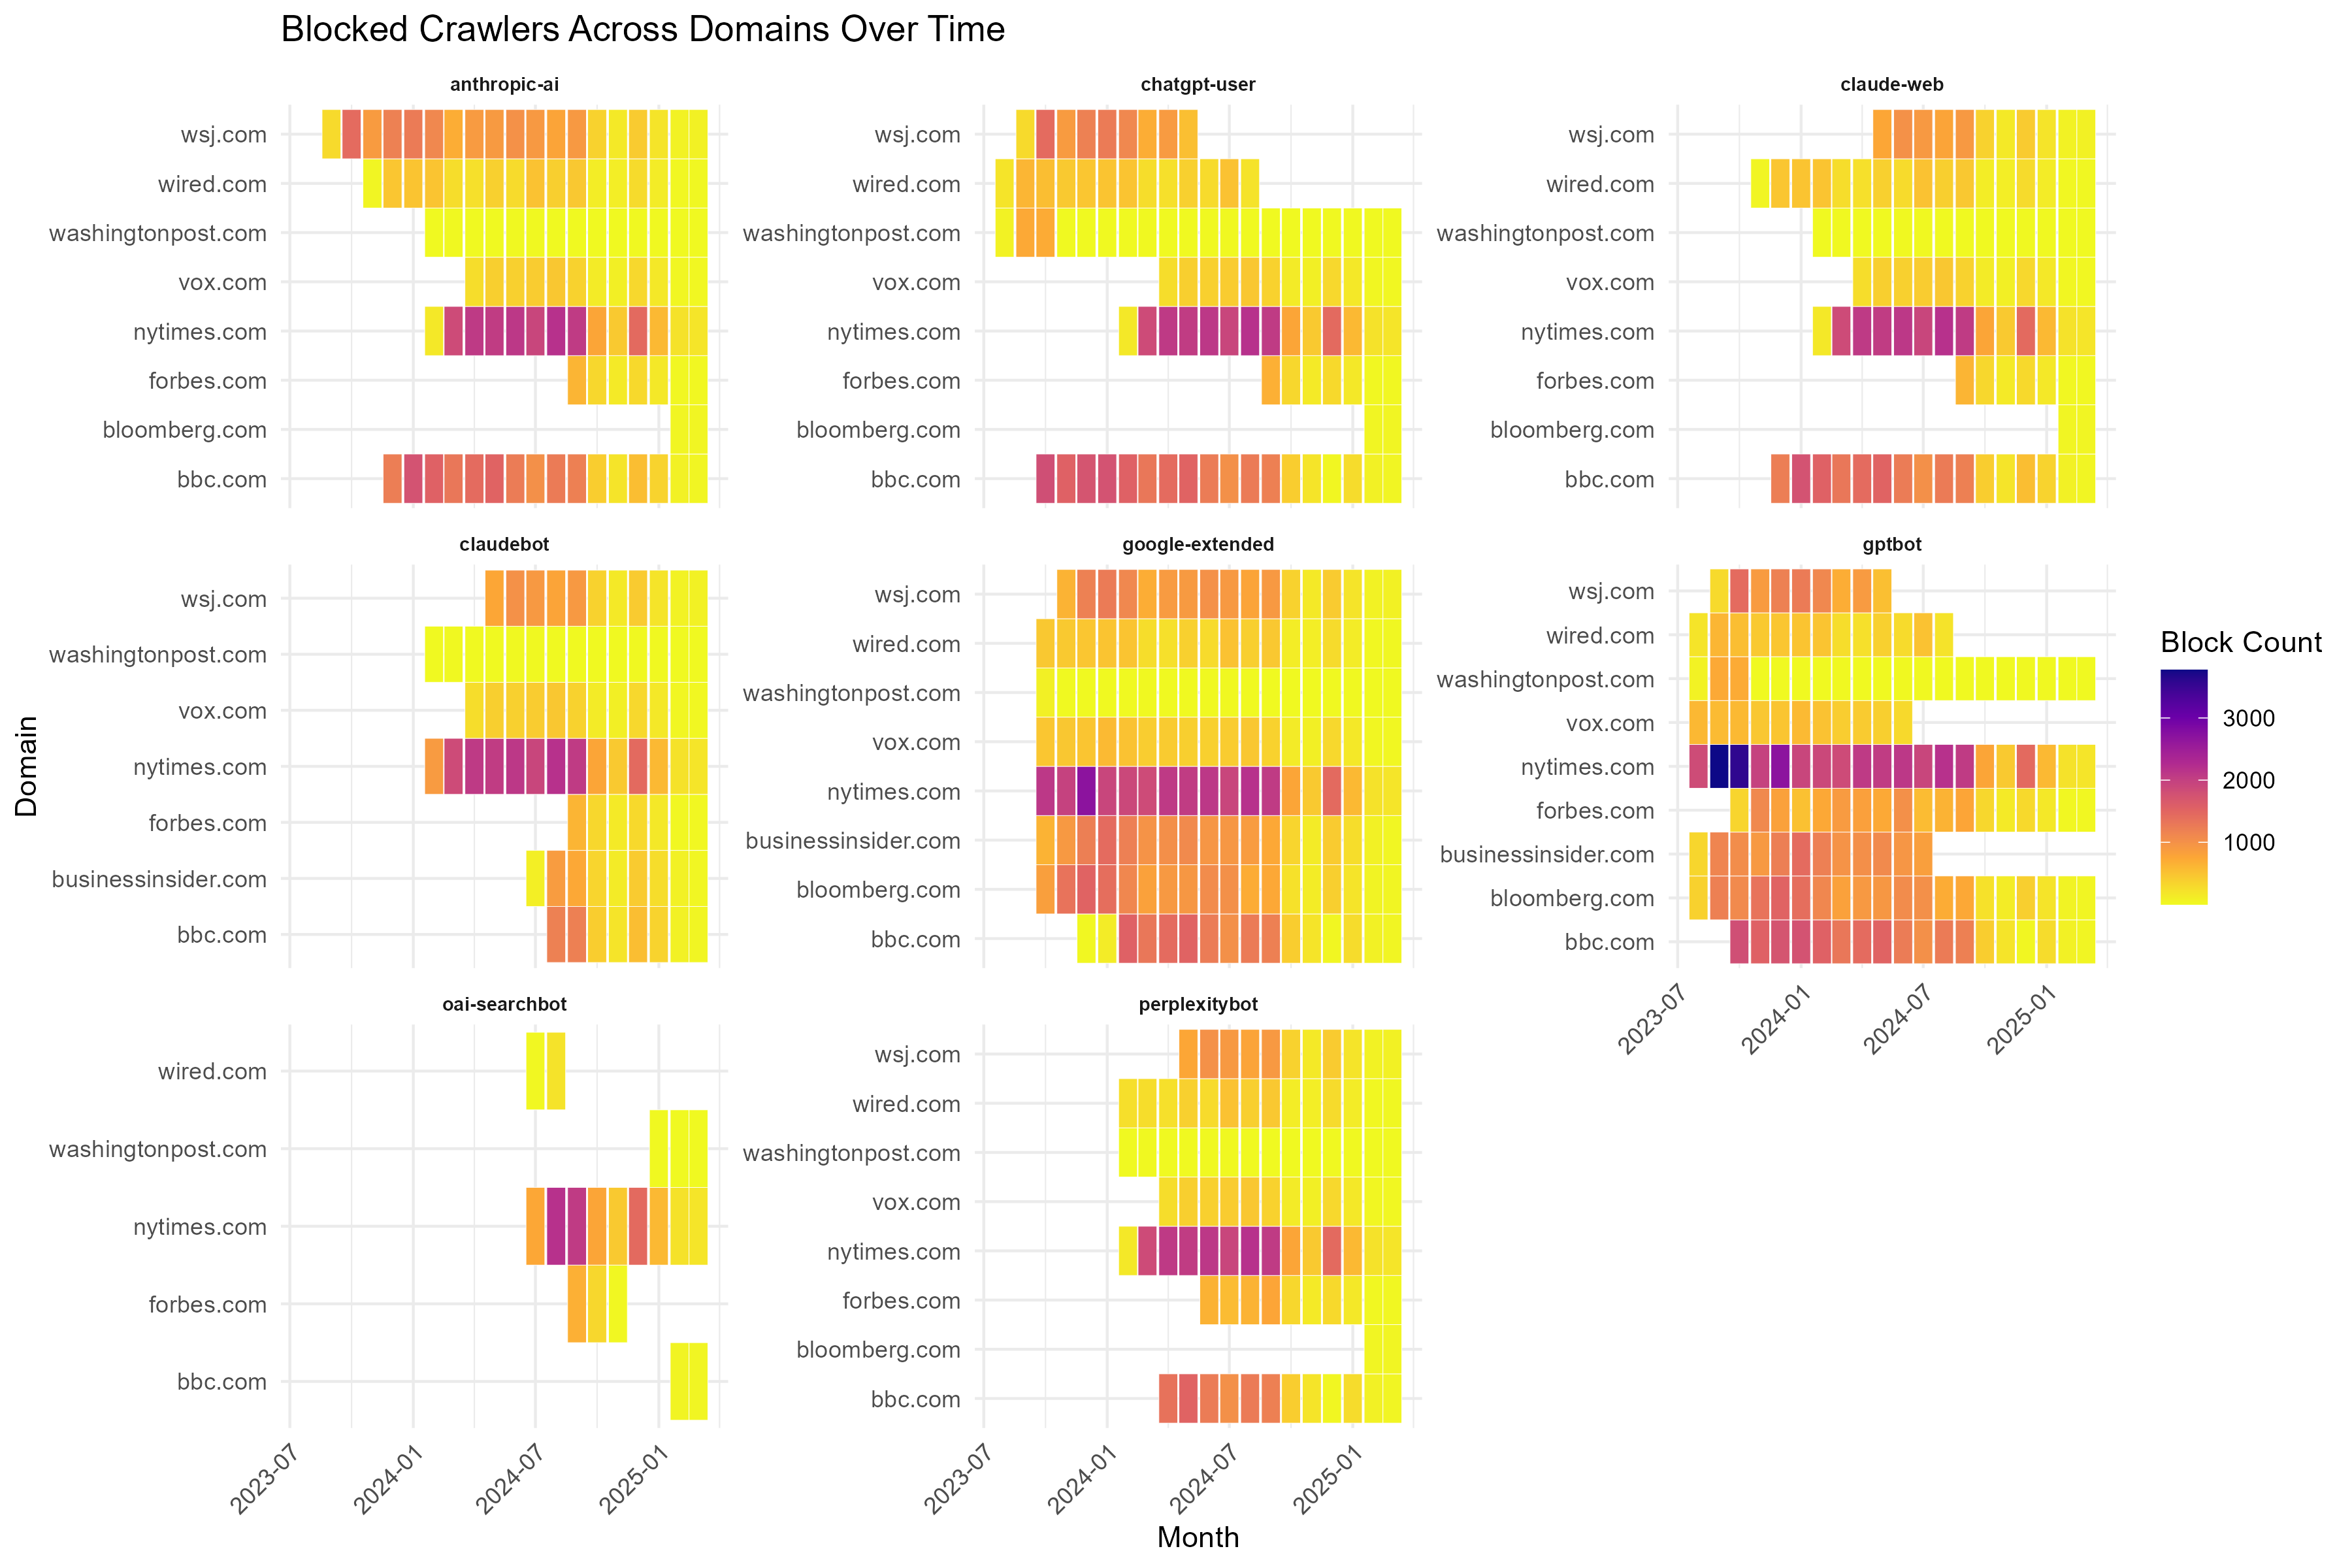 Blocked Crawlers Across Domains Over Time
anthropic-ai
wsj.com
wired.com
washingtonpost.com
vox.com
nytimes.com
forbes.com
bloomberg.com
bbc.com
chatgpt-user
wsj.com
wired.com
washingtonpost.com
vox.com
nytimes.com
forbes.com
bloomberg.com
bbc.com
claude-web
wsj.com
wired.com
washingtonpost.com
vox.com
nytimes.com
forbes.com
bloomberg.com
bbc.com
claudebot
wsj.com
washingtonpost.com
vox.com
nytimes.com
forbes.com
businessinsider.com
bbc.com
google-extended
wsj.com
wired.com
washingtonpost.com
vox.com
nytimes.com
businessinsider.com
bloomberg.com
bbc.com
gptbot
wsj.com
wired.com
washingtonpost.com
vox.com
nytimes.com
forbes.com
businessinsider.com
bloomberg.com
bbc.com
2023-07
2024-01
2024-07
2025-01
oai-searchbot
wired.com
washingtonpost.com
nytimes.com
forbes.com
bbc.com
2023-07
2024-01
2024-07
2025-01
perplexitybot
wsj.com
wired.com
washingtonpost.com
vox.com
nytimes.com
forbes.com
bloomberg.com
bbc.com
2023-07
2024-01
2024-07
2025-01
Domain
Month
Block Count
3000
2000
1000